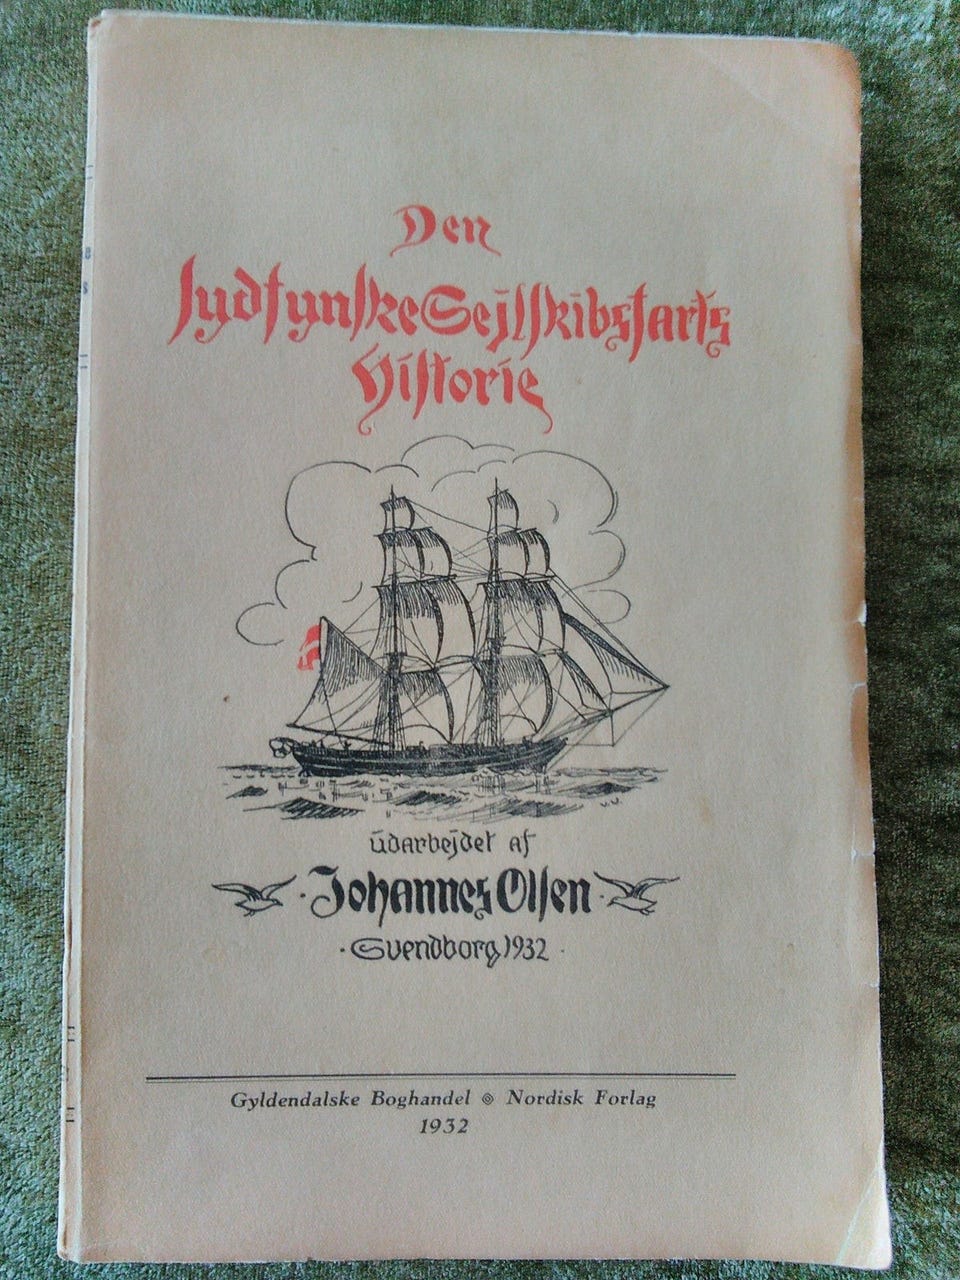 Den
sydfynske Sejlskibsfarts
Historie
V.V.
udarbejdet af
Johannes Olsen
Svendborg, 1932
Gyldendalske Boghandel ◎ Nordisk Forlag
1932